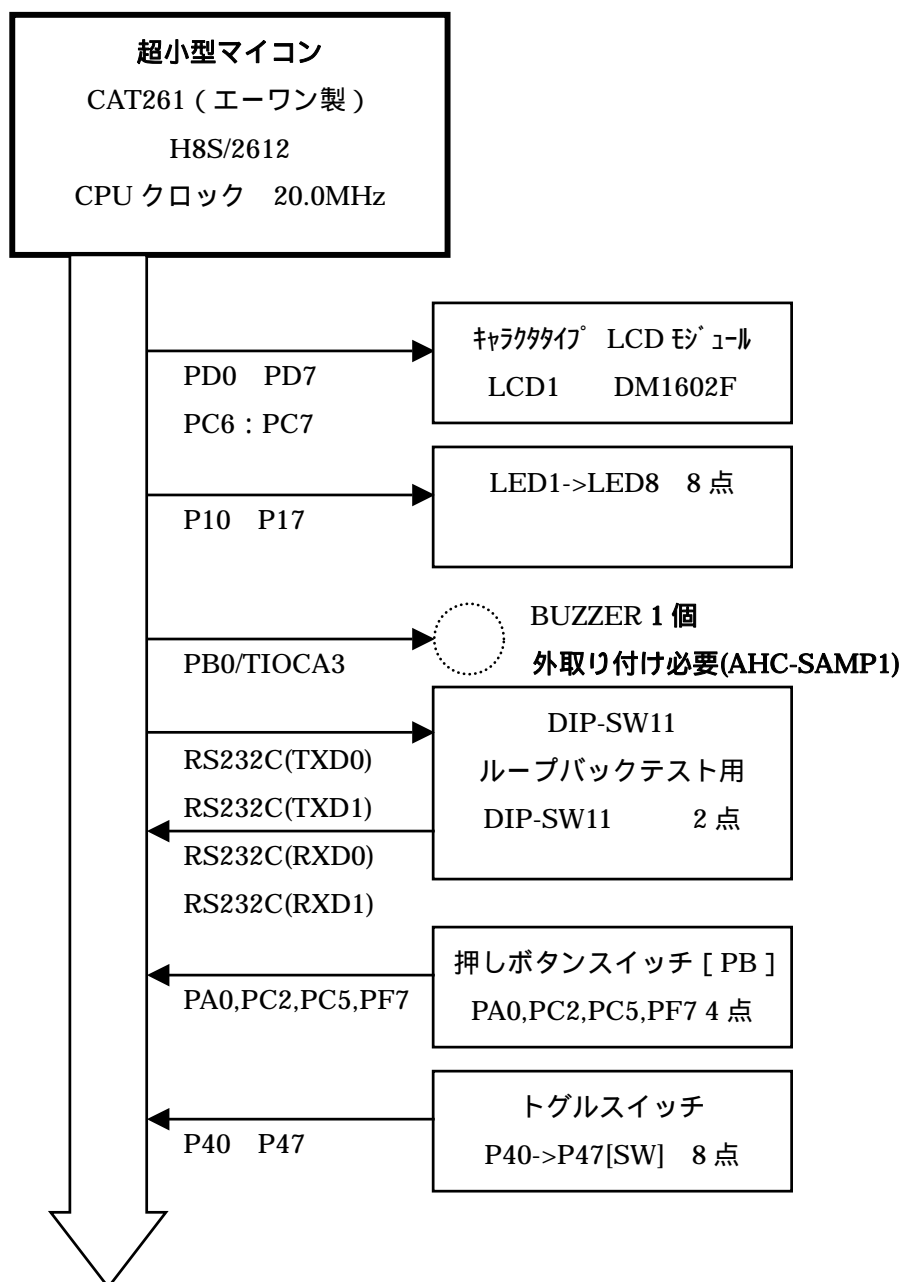 超小型マイコン
CAT261（エーワン製）
H8S/2612
CPU クロック　20.0MHz
ｷｬﾗｸﾀﾀｲﾌﾟ　LCD ﾓｼﾞｭｰﾙ
LCD1　DM1602F
PD0　PD7
PC6：PC7
LED1->LED8　8 点
P10　P17
BUZZER 1 個
外取り付け必要(AHC-SAMP1)
PB0/TIOCA3
DIP-SW11
ループバックテスト用
DIP-SW11　2 点
RS232C(TXD0)
RS232C(TXD1)
RS232C(RXD0)
RS232C(RXD1)
押しボタンスイッチ［PB］
PA0,PC2,PC5,PF7 4 点
PA0,PC2,PC5,PF7
トグルスイッチ
P40->P47[SW]　8 点
P40　P47